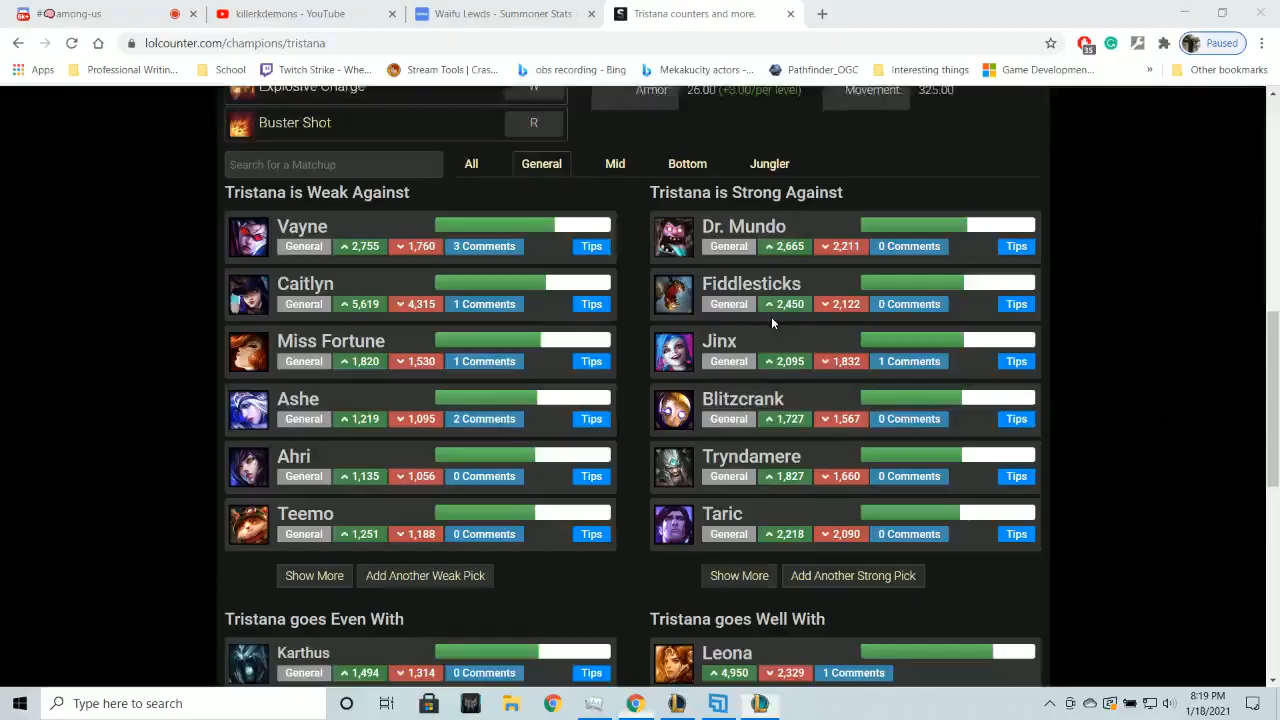 #🧠among-us
killerkdemons - YouTube
Waifu Lewds - Summoner Stats -
Tristana counters and more.
lolcounter.com/champions/tristana
35
Paused
Apps
Professional Writin...
School
Twitch Strike - Whe...
Stream Toys | Cras...
obs recording - Bing
Mekakucity actors -...
Pathfinder_OGC
Interesting things
Game Developmen...
»
Other bookmarks
Explosive Charge
Armor
26.00 (+3.00/per level)
Movement:
325.00
Buster Shot
R
Search for a Matchup
All
General
Mid
Bottom
Jungler
Tristana is Weak Against
Tristana is Strong Against
Vayne
General 2,755 1,760 3 Comments Tips
Dr. Mundo
General 2,665 2,211 0 Comments Tips
Caitlyn
General 5,619 4,315 1 Comments Tips
Fiddlesticks
General 2,450 2,122 0 Comments Tips
Miss Fortune
General 1,820 1,530 1 Comments Tips
Jinx
General 2,095 1,832 1 Comments Tips
Ashe
General 1,219 1,095 2 Comments Tips
Blitzcrank
General 1,727 1,567 0 Comments Tips
Ahri
General 1,135 1,056 0 Comments Tips
Tryndamere
General 1,827 1,660 0 Comments Tips
Teemo
General 1,251 1,188 0 Comments Tips
Taric
General 2,218 2,090 0 Comments Tips
Show More
Add Another Weak Pick
Show More
Add Another Strong Pick
Tristana goes Even With
Tristana goes Well With
Karthus
General 1,494 1,314 0 Comments Tips
Leona
4,950 2,329 1 Comments
Type here to search
8:19 PM
1/18/2021